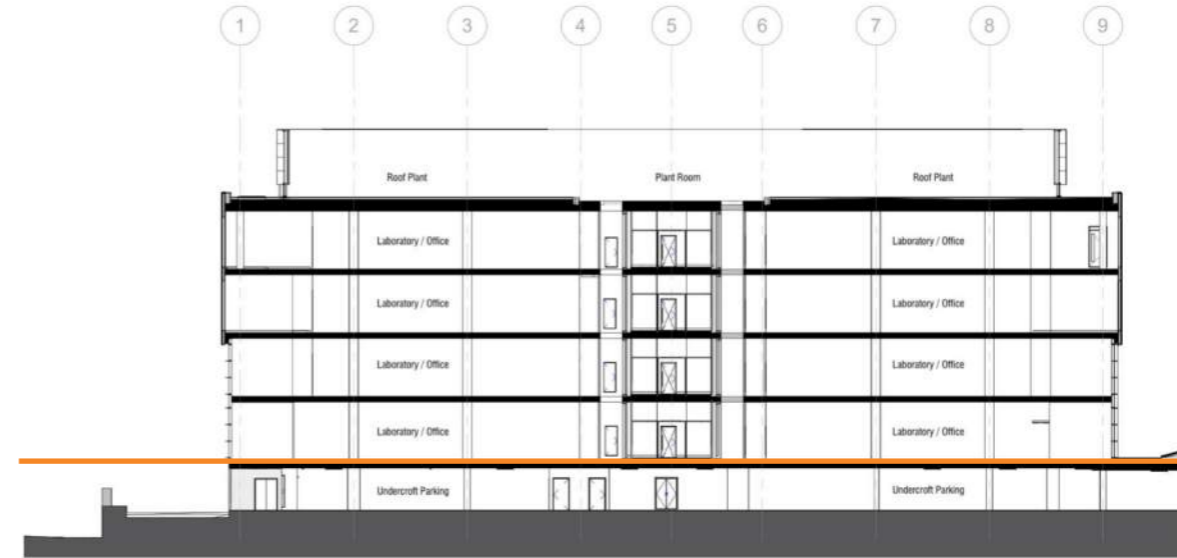 1 2 3 4 5 6 7 8 9
Roof Plant Plant Room Roof Plant
Laboratory / Office Laboratory / Office
Laboratory / Office Laboratory / Office
Laboratory / Office Laboratory / Office
Laboratory / Office Laboratory / Office
Undercroft Parking Undercroft Parking